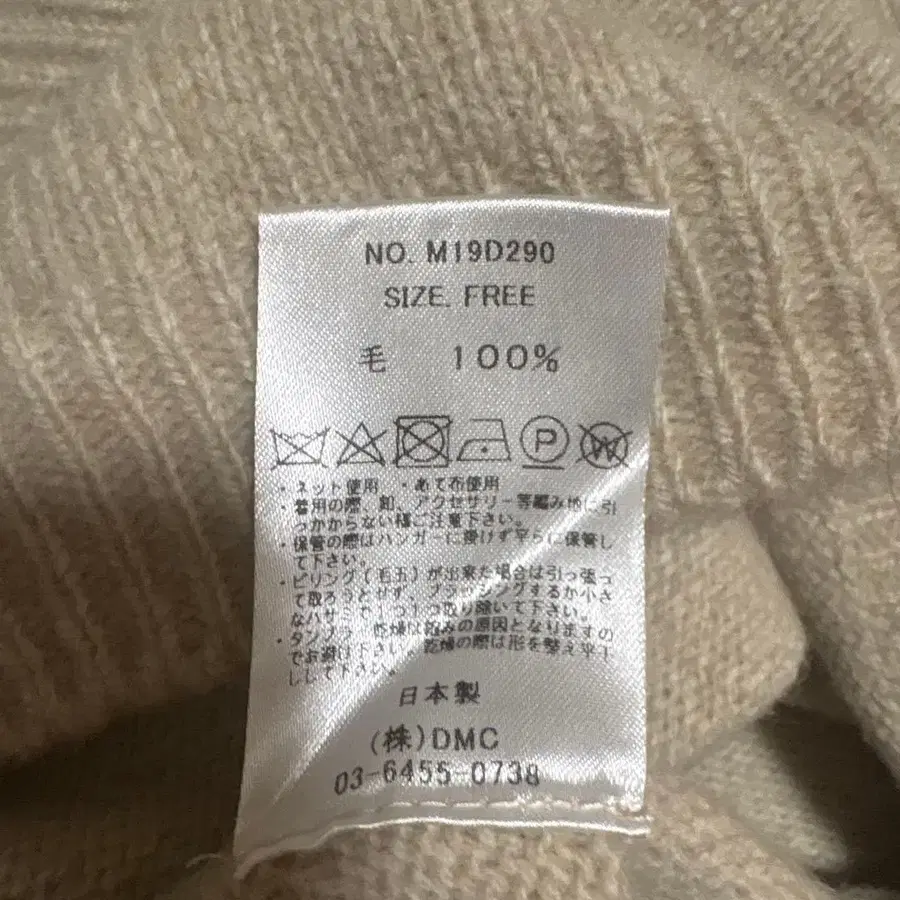 NO. M19D290
SIZE. FREE
毛 100%
P W
・ネット使用 ・あて布使用
・着用の際、釦、アクセサリー等編み地に引
っかからない様ご注意下さい。
・保管の際はハンガーに掛けず平らに保管し
て下さい。
・ピリング(毛玉)が出来た場合は引っ張っ
て取ろうとせず、ブラッシングするか小さ
なハサミで1つ1つ取り除いて下さい。
・タンブラー乾燥は縮みの原因となりますの
でお避け下さい。乾燥の際は形を整え平干
しして下さい。
日本製
(株)DMC
03-6455-0738